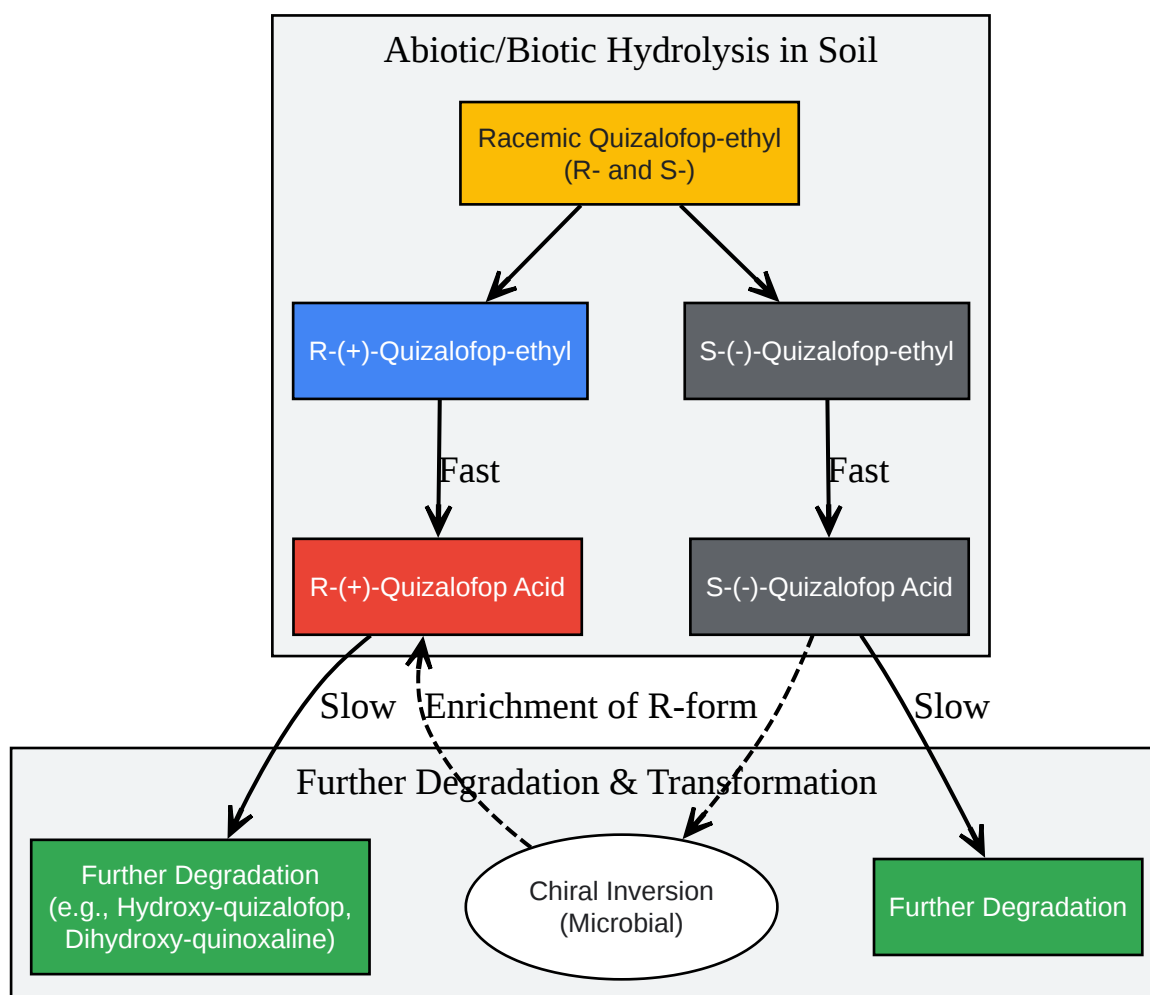 Abiotic/Biotic Hydrolysis in Soil
Racemic Quizalofop-ethyl
(R- and S-)
R-(+)-Quizalofop-ethyl
S-(-)-Quizalofop-ethyl
Fast
Fast
R-(+)-Quizalofop Acid
S-(-)-Quizalofop Acid
Slow
Enrichment of R-form
Slow
Further Degradation & Transformation
Further Degradation
(e.g., Hydroxy-quizalofop,
Dihydroxy-quinoxaline)
Chiral Inversion
(Microbial)
Further Degradation